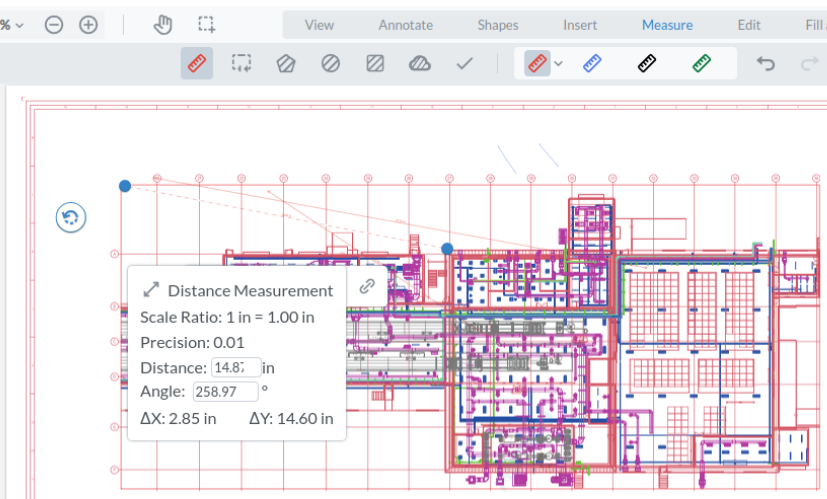 %
View
Annotate
Shapes
Insert
Measure
Edit
Fill
Distance Measurement
Scale Ratio: 1 in = 1.00 in
Precision: 0.01
Distance: 14.87 in
Angle: 258.97 °
ΔX: 2.85 in ΔY: 14.60 in